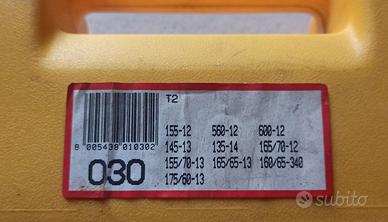 T2
155-12 560-12 600-12
145-13 135-14 165/70-12
155/70-13 165/65-13 160/65-340
175/60-13
8 005438 010302
030
subito